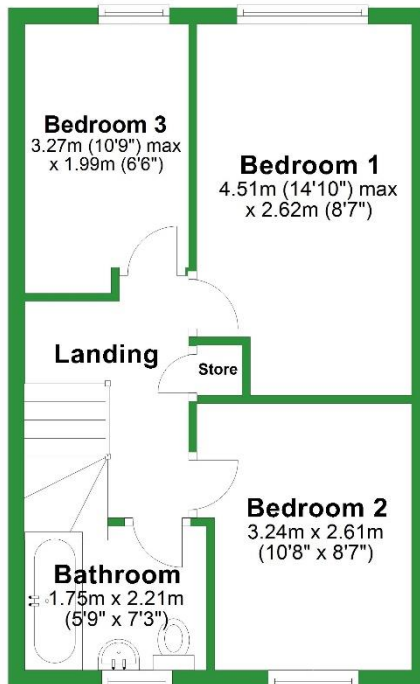 Bedroom 3
3.27m (10'9") max
x 1.99m (6'6")
Bedroom 1
4.51m (14'10") max
x 2.62m (8'7")
Landing
Store
Bedroom 2
3.24m x 2.61m
(10'8" x 8'7")
Bathroom
1.75m x 2.21m
(5'9" x 7'3")